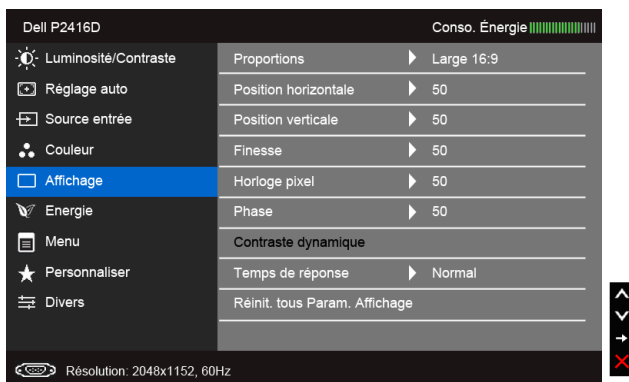 Dell P2416D Conso. Énergie
Luminosité/Contraste Proportions Large 16:9
Réglage auto Position horizontale 50
Source entrée Position verticale 50
Couleur Finesse 50
Affichage Horloge pixel 50
Energie Phase 50
Menu Contraste dynamique
Personnaliser Temps de réponse Normal
Divers Réinit. tous Param. Affichage
Résolution: 2048x1152, 60Hz